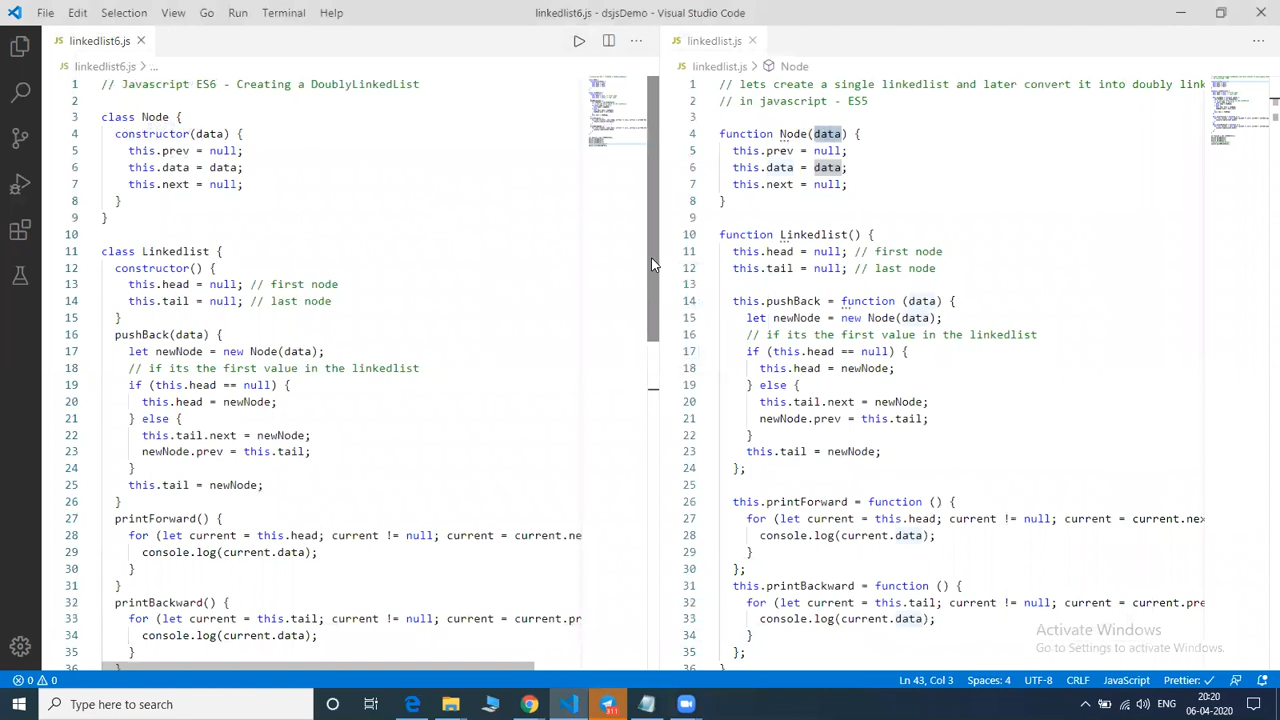 File Edit Selection View Go Run Terminal Help linkedlist6.js - dsjsDemo - Visual Studio Code
JS linkedlist6.js
JS linkedlist6.js > ...
1 // Javacript ES6 - Creating a DoublyLinkedList
2
3 class Node {
4 constructor(data) {
5 this.prev = null;
6 this.data = data;
7 this.next = null;
8 }
9 }
10
11 class Linkedlist {
12 constructor() {
13 this.head = null; // first node
14 this.tail = null; // last node
15 }
16 pushBack(data) {
17 let newNode = new Node(data);
18 // if its the first value in the linkedlist
19 if (this.head == null) {
20 this.head = newNode;
21 } else {
22 this.tail.next = newNode;
23 newNode.prev = this.tail;
24 }
25 this.tail = newNode;
26 }
27 printForward() {
28 for (let current = this.head; current != null; current = current.ne
29 console.log(current.data);
30 }
31 }
32 printBackward() {
33 for (let current = this.tail; current != null; current = current.pr
34 console.log(current.data);
35 }
36 }
JS linkedlist.js
JS linkedlist.js > Node
1 // lets create a single linkedlist and later convert it into doubly link
2 // in javascript - ES5
3
4 function Node(data) {
5 this.prev = null;
6 this.data = data;
7 this.next = null;
8 }
9
10 function Linkedlist() {
11 this.head = null; // first node
12 this.tail = null; // last node
13
14 this.pushBack = function (data) {
15 let newNode = new Node(data);
16 // if its the first value in the linkedlist
17 if (this.head == null) {
18 this.head = newNode;
19 } else {
20 this.tail.next = newNode;
21 newNode.prev = this.tail;
22 }
23 this.tail = newNode;
24 };
25
26 this.printForward = function () {
27 for (let current = this.head; current != null; current = current.nex
28 console.log(current.data);
29 }
30 };
31 this.printBackward = function () {
32 for (let current = this.tail; current != null; current = current.pre
33 console.log(current.data);
34 }
35 };
36
Activate Windows
Go to Settings to activate Windows.
0 0 Ln 43, Col 3 Spaces: 4 UTF-8 CRLF JavaScript Prettier: ✓
Type here to search
ENG 20:20
06-04-2020